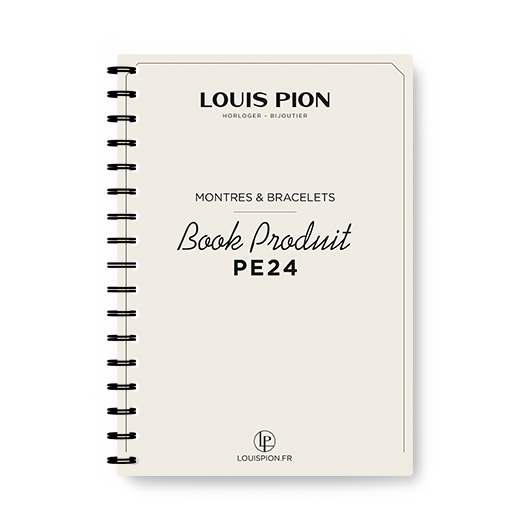 LOUIS PION
HORLOGER - BIJOUTIER
MONTRES & BRACELETS
Book Produit
PE24
LP
LOUISPION.FR